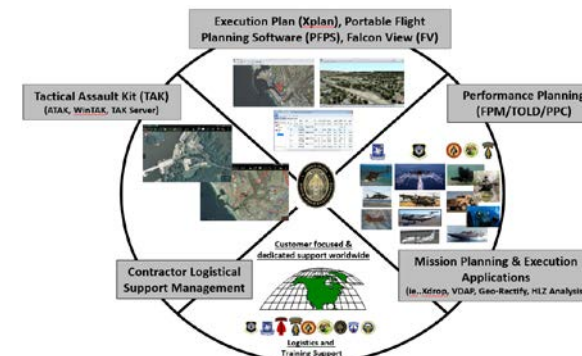 Execution Plan (Xplan), Portable Flight
Planning Software (PFPS), Falcon View (FV)
Tactical Assault Kit (TAK)
(ATAK, WinTAK, TAK Server)
Performance Planning
(FPM/TOLD/PPC)
Contractor Logistical
Support Management
Customer focused &
dedicated support worldwide
Logistics and
Training Support
Mission Planning & Execution
Applications
(ie..Xdrop, VDAP, Geo-Rectify, HLZ Analysis